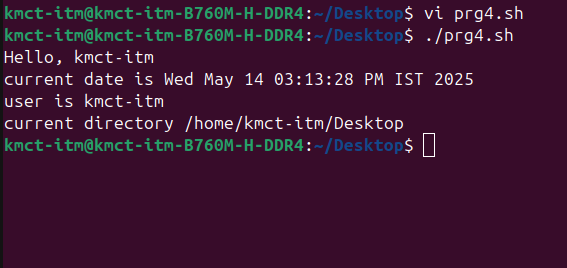 kmct-itm@kmct-itm-B760M-H-DDR4:~/Desktop$ vi prg4.sh
kmct-itm@kmct-itm-B760M-H-DDR4:~/Desktop$ ./prg4.sh
Hello, kmct-itm
current date is Wed May 14 03:13:28 PM IST 2025
user is kmct-itm
current directory /home/kmct-itm/Desktop
kmct-itm@kmct-itm-B760M-H-DDR4:~/Desktop$